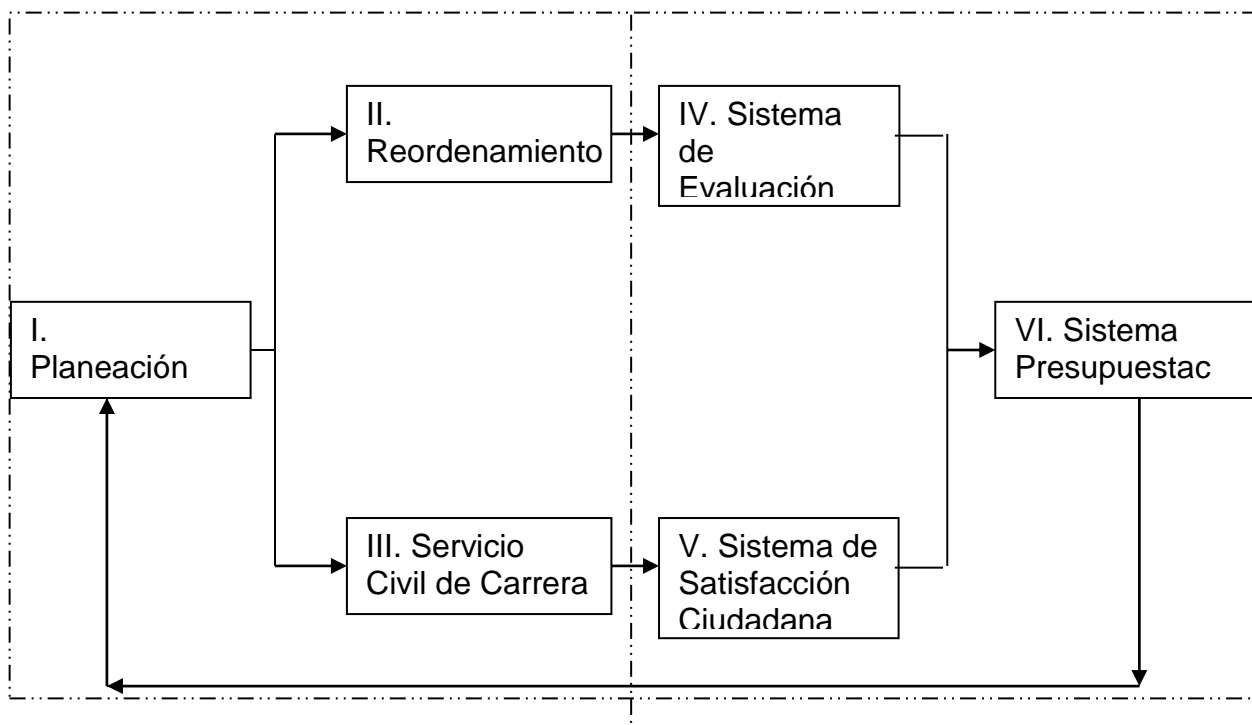 II.
Reordenamiento
IV. Sistema
de
Evaluación
I.
Planeación
VI. Sistema
Presupuestac
III. Servicio
Civil de Carrera
V. Sistema de
Satisfacción
Ciudadana